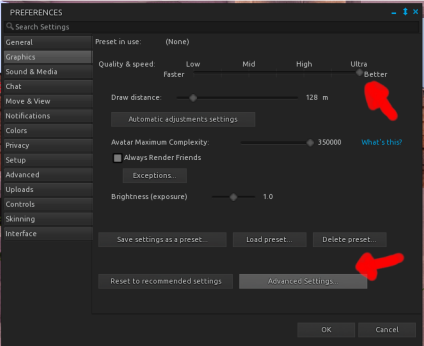 PREFERENCES
Search Settings
General
Graphics
Sound & Media
Chat
Move & View
Notifications
Colors
Privacy
Setup
Advanced
Uploads
Controls
Skinning
Interface
Preset in use: (None)
Low Mid High Ultra
Quality & speed: Faster Better
Draw distance: 128 m
Automatic adjustments settings
Avatar Maximum Complexity: 350000 What's this?
Always Render Friends
Exceptions...
Brightness (exposure) 1.0
Save settings as a preset... Load preset... Delete preset...
Reset to recommended settings Advanced Settings...
OK Cancel